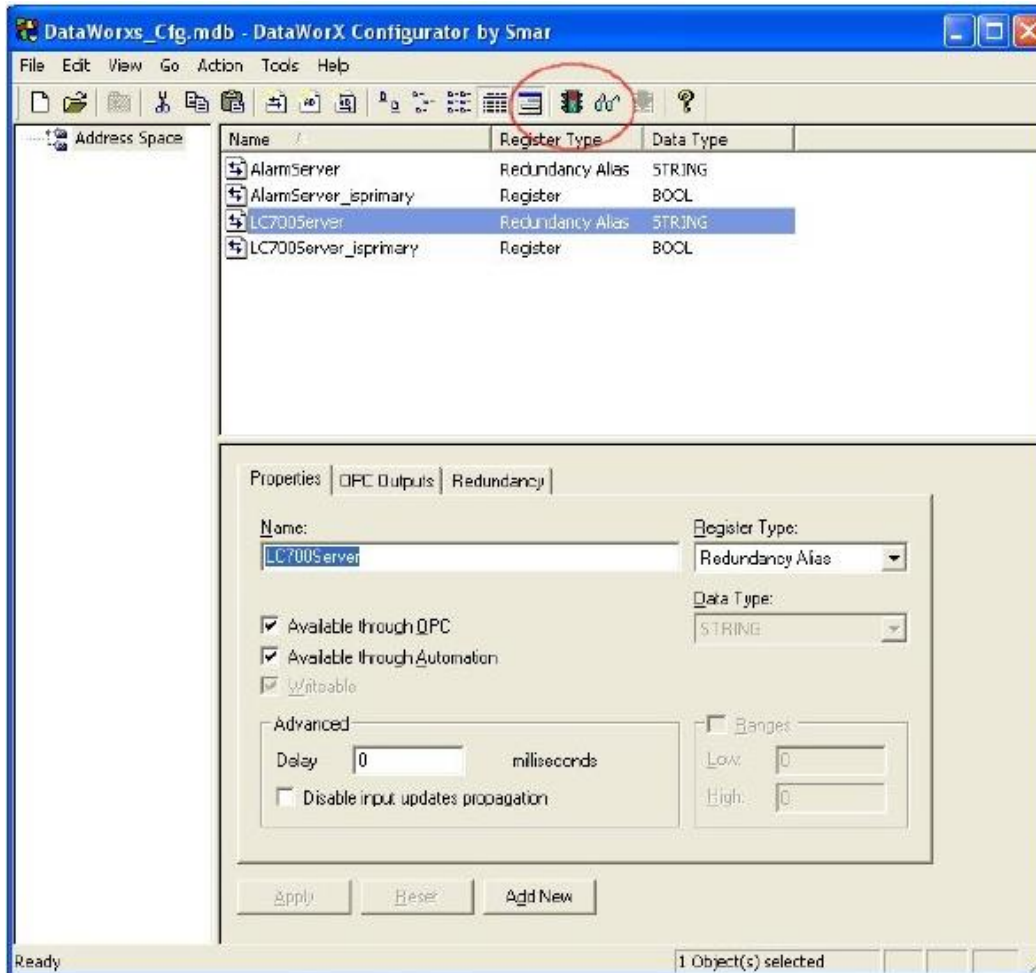 DataWorxs_Cfg.mdb - DataWorX Configurator by Smar
File Edit View Go Action Tools Help
Address Space
Name / Register Type Data Type
AlarmServer Redundancy Alias STRING
AlarmServer_isprimary Register BOOL
LC700Server Redundancy Alias STRING
LC700Server_isprimary Register BOOL
Properties OPC Outputs Redundancy
Name:
LC700Server
Register Type:
Redundancy Alias
Data Type:
STRING
Available through OPC
Available through Automation
Writeable
Advanced
Delay 0 milliseconds
Disable input updates propagation
Ranges
Low: 0
High: 0
Apply Reset Add New
Ready 1 Object(s) selected